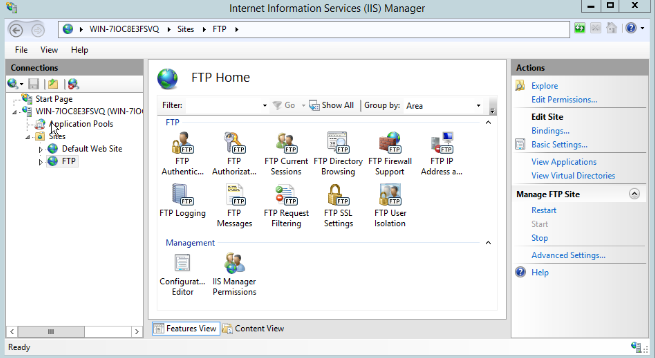 Internet Information Services (IIS) Manager
WIN-7IOC8E3FSVQ ▸ Sites ▸ FTP ▸
File View Help
Connections
Start Page
WIN-7IOC8E3FSVQ (WIN-7IO
Application Pools
Sites
Default Web Site
FTP
FTP Home
Filter: Go Show All Group by: Area
FTP
FTP Authentic...
FTP Authorizat...
FTP Current Sessions
FTP Directory Browsing
FTP Firewall Support
FTP IP Address a...
FTP Logging
FTP Messages
FTP Request Filtering
FTP SSL Settings
FTP User Isolation
Management
Configurat... Editor
IIS Manager Permissions
Features View Content View
Actions
Explore
Edit Permissions...
Edit Site
Bindings...
Basic Settings...
View Applications
View Virtual Directories
Manage FTP Site
Restart
Start
Stop
Advanced Settings...
Help
Ready